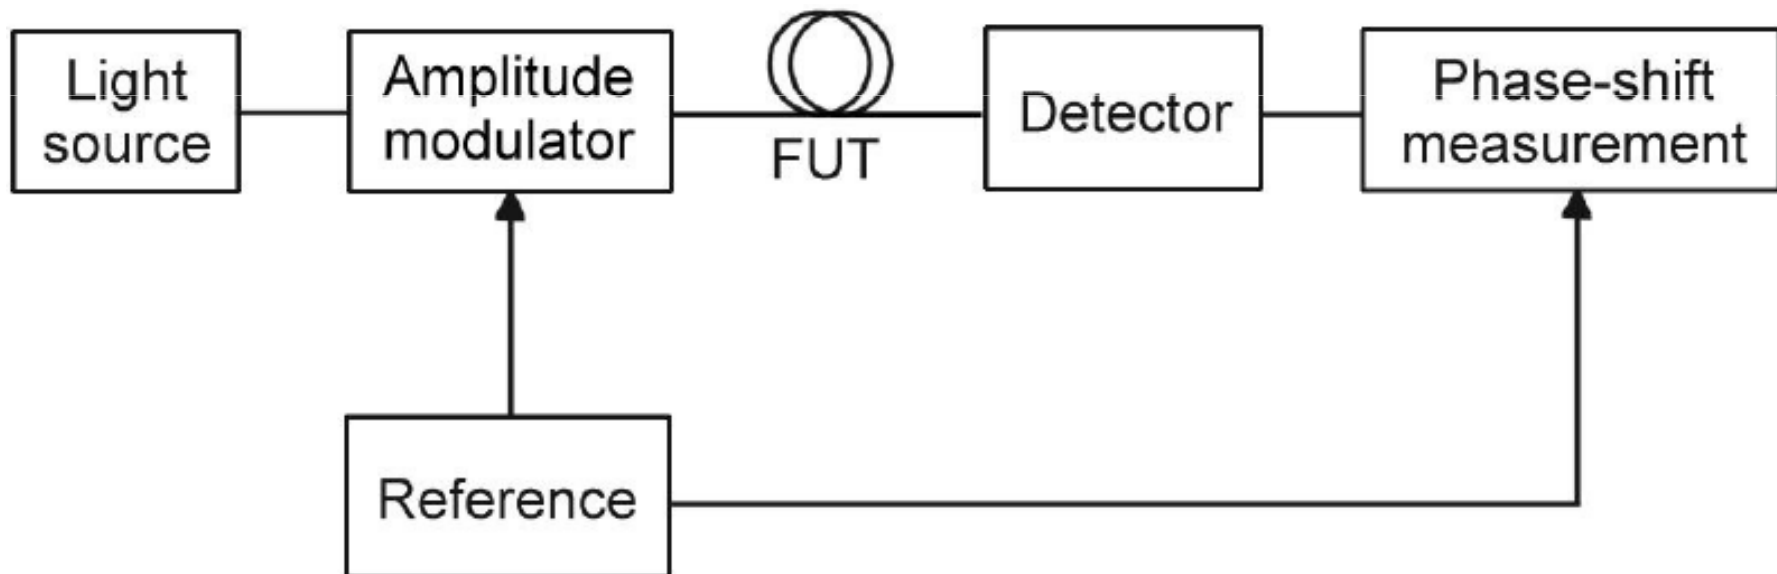 Light
source
Amplitude
modulator
FUT
Detector
Phase-shift
measurement
Reference